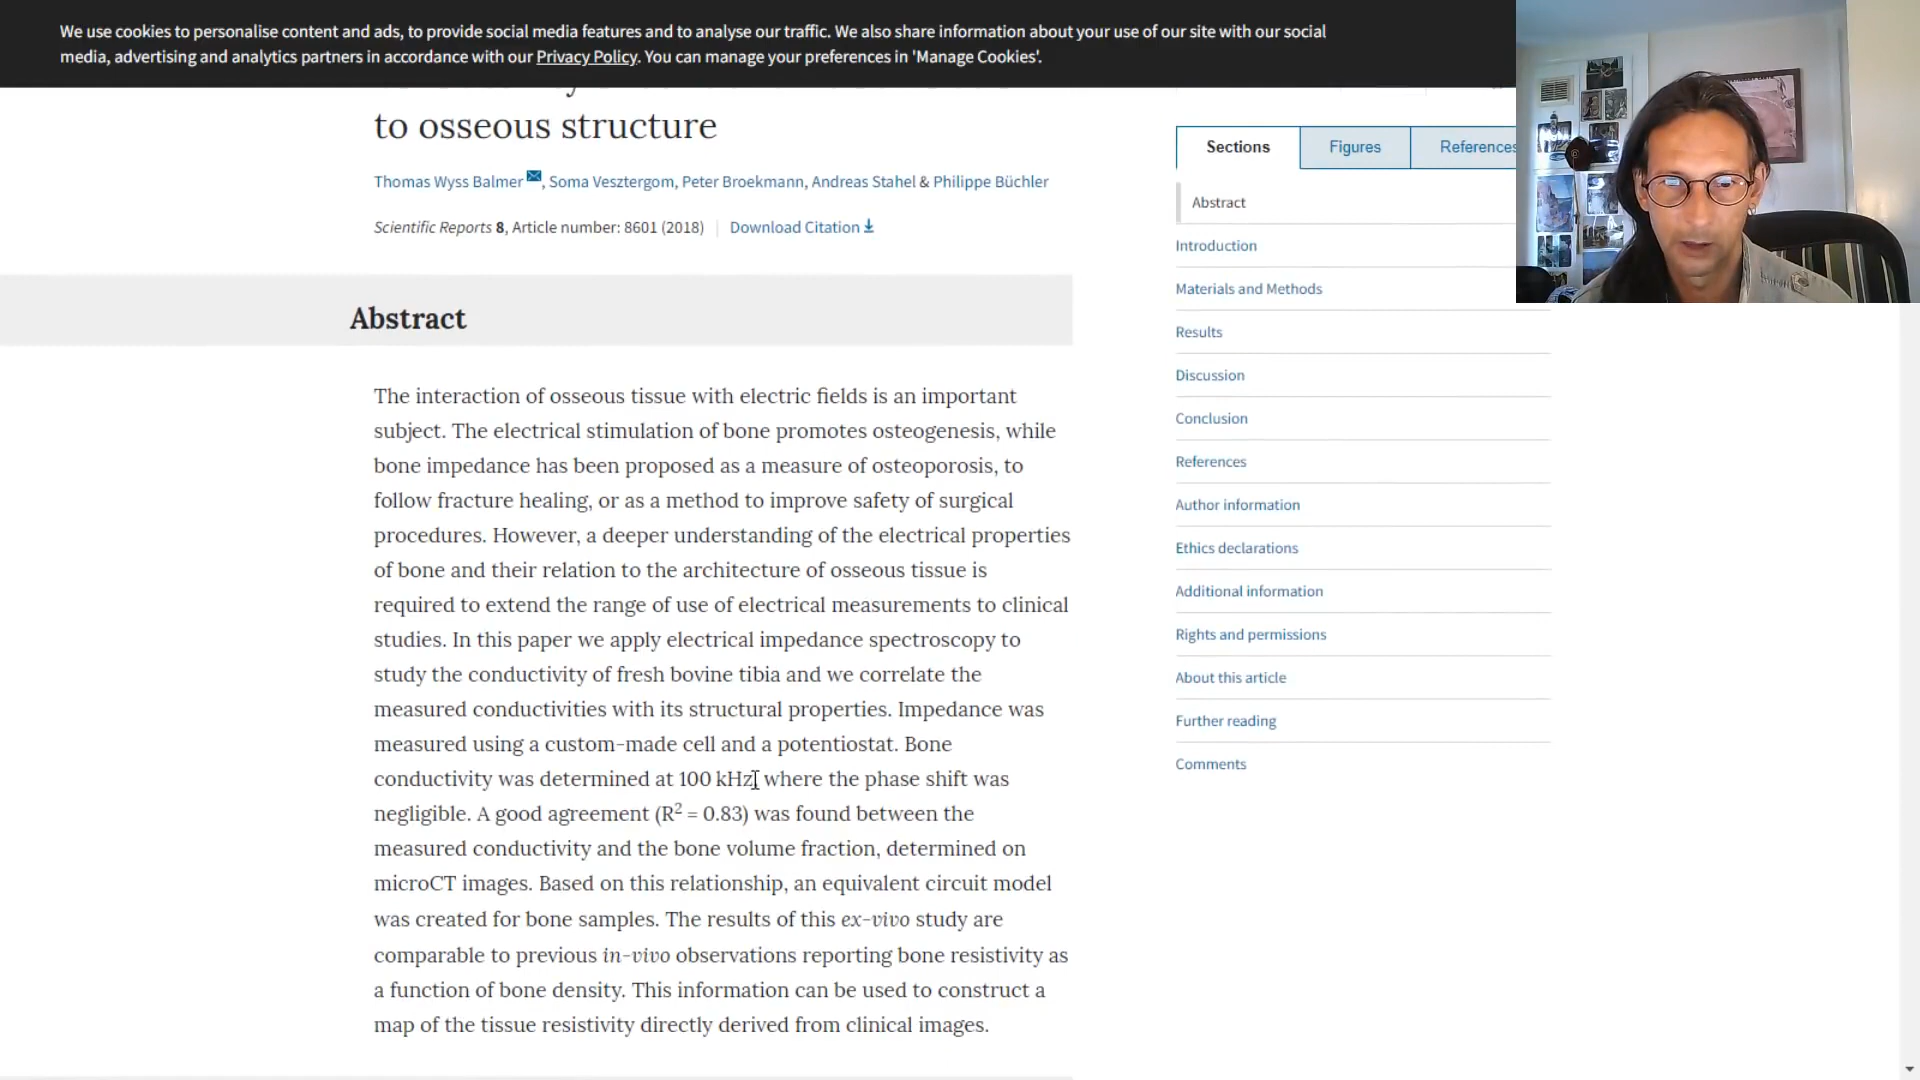 We use cookies to personalise content and ads, to provide social media features and to analyse our traffic. We also share information about your use of our site with our social
media, advertising and analytics partners in accordance with our Privacy Policy. You can manage your preferences in 'Manage Cookies'.
to osseous structure
Thomas Wyss Balmer, Soma Vesztergom, Peter Broekmann, Andreas Stahel & Philippe Büchler
Scientific Reports 8, Article number: 8601 (2018) | Download Citation
Abstract
The interaction of osseous tissue with electric fields is an important
subject. The electrical stimulation of bone promotes osteogenesis, while
bone impedance has been proposed as a measure of osteoporosis, to
follow fracture healing, or as a method to improve safety of surgical
procedures. However, a deeper understanding of the electrical properties
of bone and their relation to the architecture of osseous tissue is
required to extend the range of use of electrical measurements to clinical
studies. In this paper we apply electrical impedance spectroscopy to
study the conductivity of fresh bovine tibia and we correlate the
measured conductivities with its structural properties. Impedance was
measured using a custom-made cell and a potentiostat. Bone
conductivity was determined at 100 kHz, where the phase shift was
negligible. A good agreement (R² = 0.83) was found between the
measured conductivity and the bone volume fraction, determined on
microCT images. Based on this relationship, an equivalent circuit model
was created for bone samples. The results of this ex-vivo study are
comparable to previous in-vivo observations reporting bone resistivity as
a function of bone density. This information can be used to construct a
map of the tissue resistivity directly derived from clinical images.
Sections
Figures
References
Abstract
Introduction
Materials and Methods
Results
Discussion
Conclusion
References
Author information
Ethics declarations
Additional information
Rights and permissions
About this article
Further reading
Comments